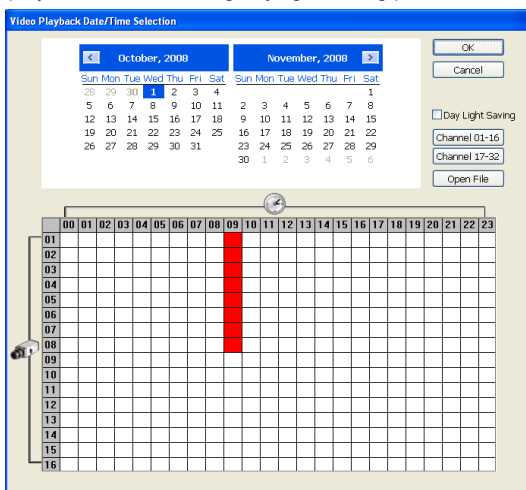 Video Playback Date/Time Selection
October, 2008
Sun Mon Tue Wed Thu Fri Sat
28 29 30 1 2 3 4
5 6 7 8 9 10 11
12 13 14 15 16 17 18
19 20 21 22 23 24 25
26 27 28 29 30 31
November, 2008
Sun Mon Tue Wed Thu Fri Sat
1
2 3 4 5 6 7 8
9 10 11 12 13 14 15
16 17 18 19 20 21 22
23 24 25 26 27 28 29
30 1 2 3 4 5 6
OK
Cancel
Day Light Saving
Channel 01-16
Channel 17-32
Open File
00 01 02 03 04 05 06 07 08 09 10 11 12 13 14 15 16 17 18 19 20 21 22 23
01
02
03
04
05
06
07
08
09
10
11
12
13
14
15
16